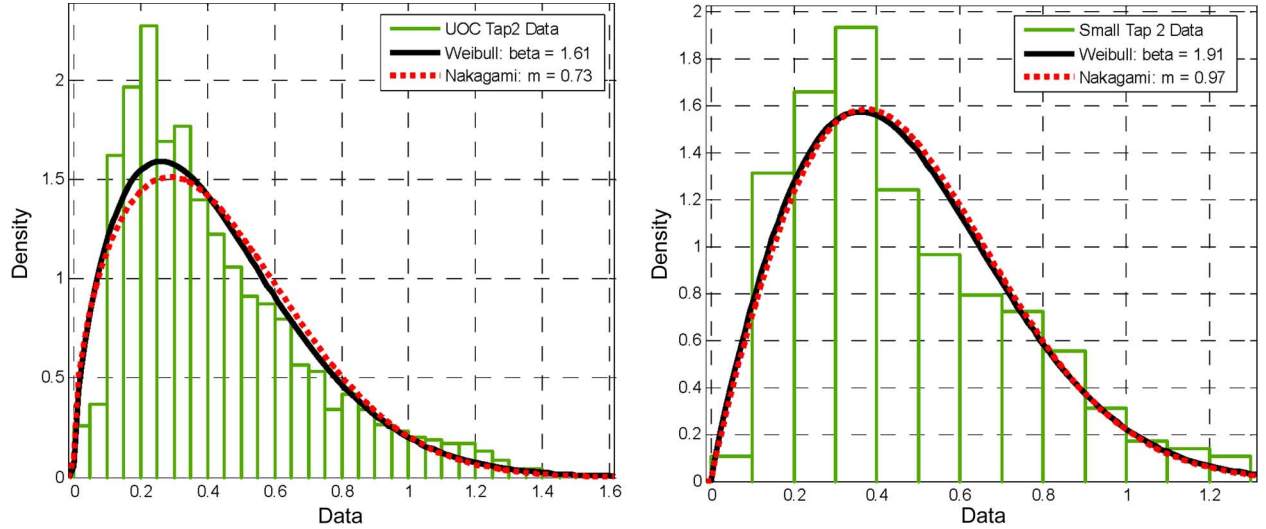 UOC Tap2 Data
Weibull: beta = 1.61
Nakagami: m = 0.73
Density
2
1.5
1
0.5
0
0 0.2 0.4 0.6 0.8 1 1.2 1.4 1.6
Data
Small Tap 2 Data
Weibull: beta = 1.91
Nakagami: m = 0.97
Density
2
1.8
1.6
1.4
1.2
1
0.8
0.6
0.4
0.2
0
0 0.2 0.4 0.6 0.8 1 1.2
Data